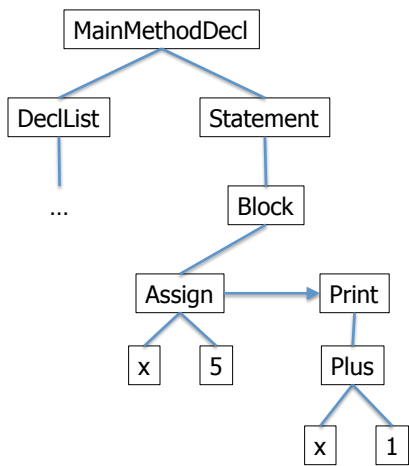 MainMethodDecl
DeclList
Statement
...
Block
Assign
Print
x
5
Plus
x
1